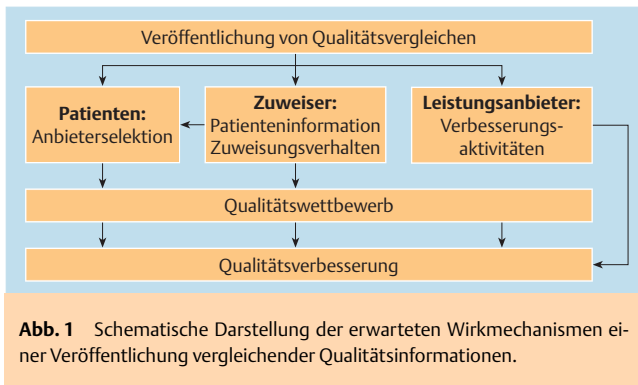 Veröffentlichung von Qualitätsvergleichen
Patienten:
Anbieterselektion
Zuweiser:
Patienteninformation
Zuweisungsverhalten
Leistungsanbieter:
Verbesserungs-
aktivitäten
Qualitätswettbewerb
Qualitätsverbesserung
Abb. 1 Schematische Darstellung der erwarteten Wirkmechanismen ei-
ner Veröffentlichung vergleichender Qualitätsinformationen.